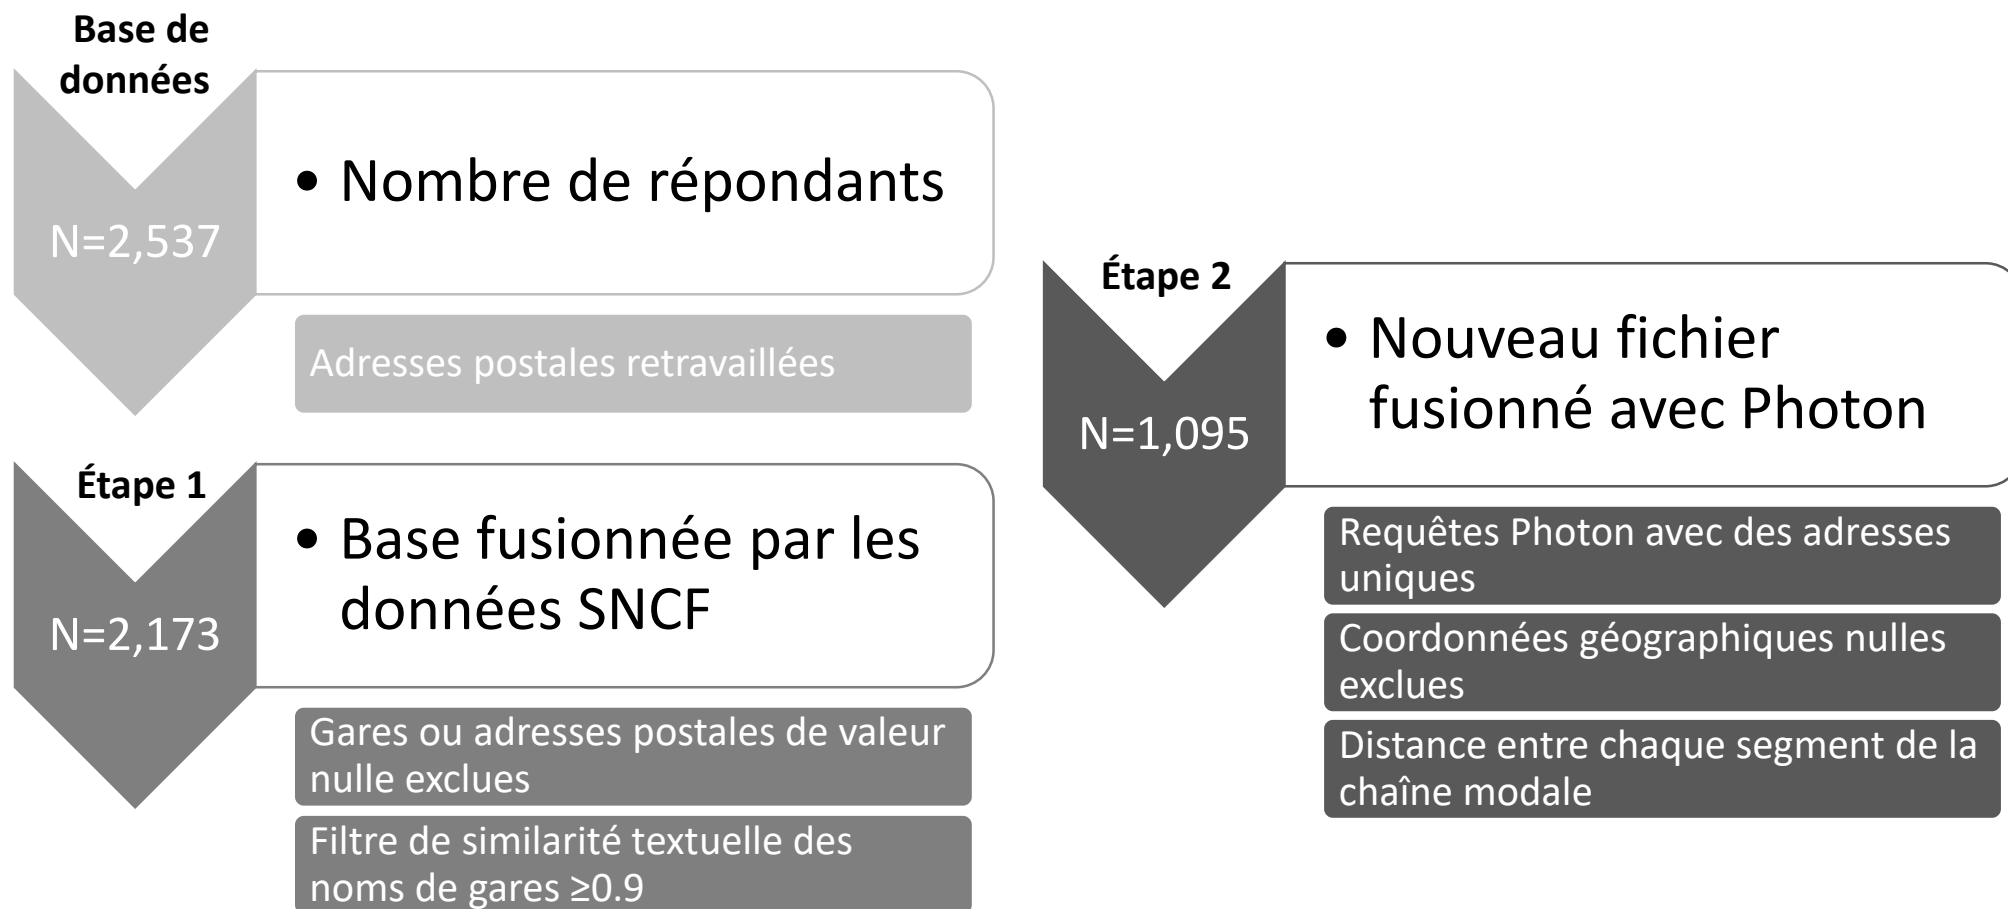 Base de
données
N=2,537
• Nombre de répondants
Adresses postales retravaillées
Étape 1
N=2,173
• Base fusionnée par les
données SNCF
Gares ou adresses postales de valeur
nulle exclues
Filtre de similarité textuelle des
noms de gares ≥0.9
Étape 2
N=1,095
• Nouveau fichier
fusionné avec Photon
Requêtes Photon avec des adresses
uniques
Coordonnées géographiques nulles
exclues
Distance entre chaque segment de la
chaîne modale